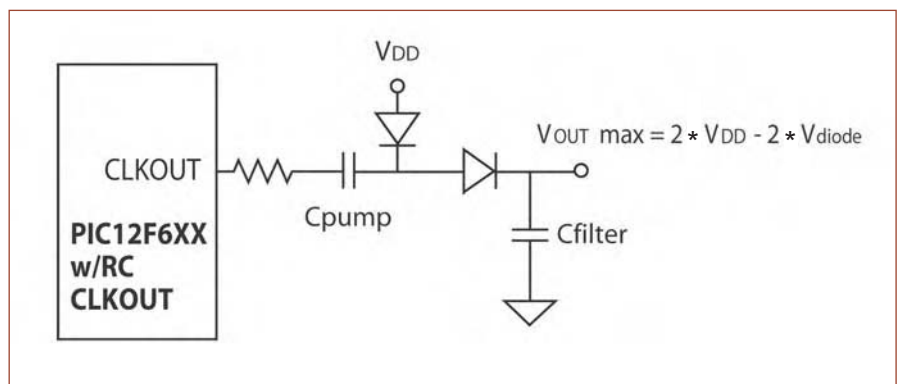 VDD
VOUT max = 2 * VDD - 2 * Vdiode
CLKOUT
Cpump
PIC12F6XX
w/RC
CLKOUT
Cfilter